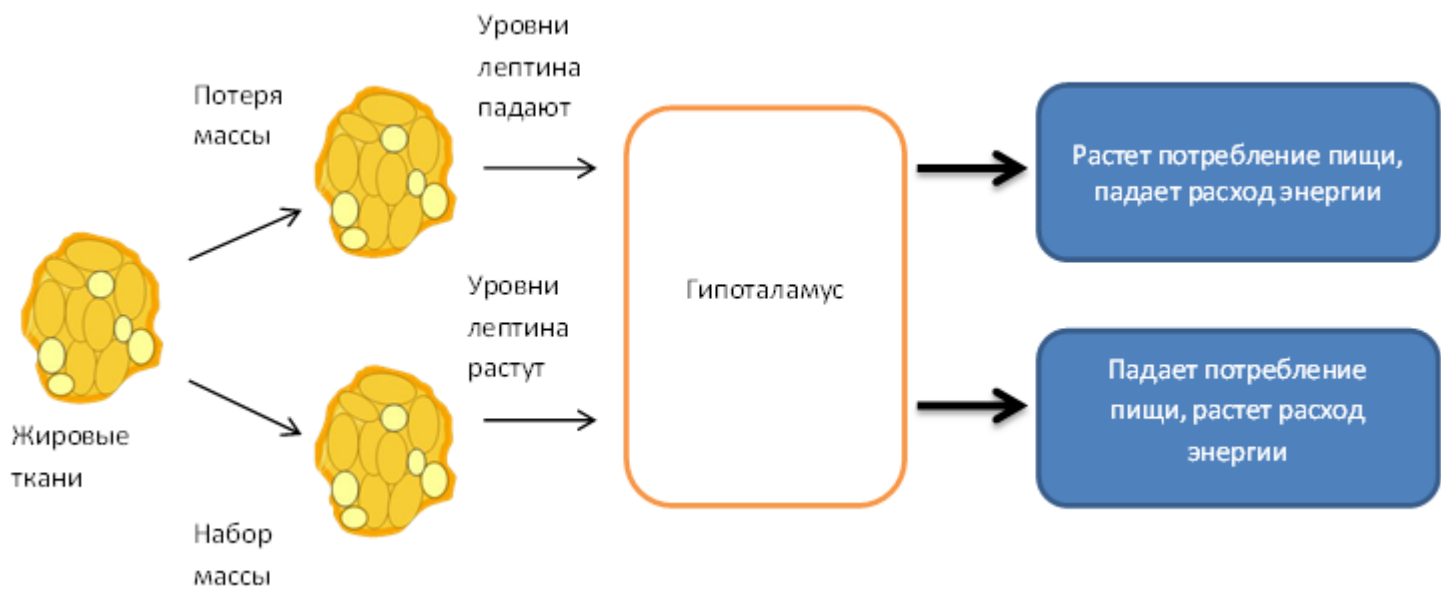 Жировые
ткани
Потеря
массы
Набор
массы
Уровни
лептина
падают
Уровни
лептина
растут
Гипоталамус
Растет потребление пищи,
падает расход энергии
Падает потребление
пищи, растет расход
энергии